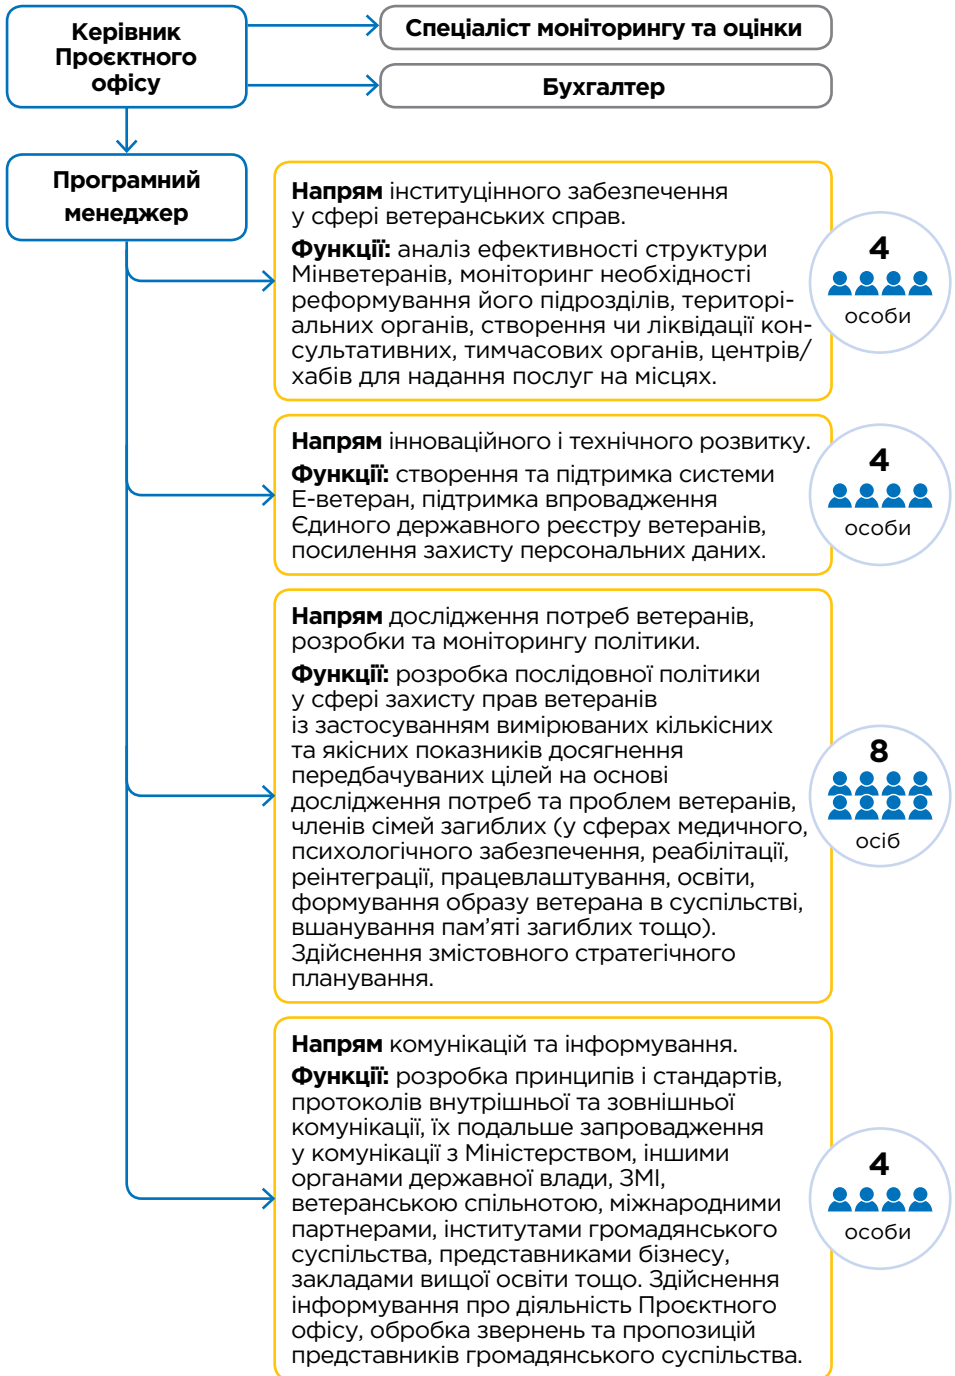 Керівник
Проєктного
офісу
Спеціаліст моніторингу та оцінки
Бухгалтер
Програмний
менеджер
Напрям інституцінного забезпечення
у сфері ветеранських справ.
Функції: аналіз ефективності структури
Мінветеранів, моніторинг необхідності
реформування його підрозділів, територі-
альних органів, створення чи ліквідації кон-
сультативних, тимчасових органів, центрів/
хабів для надання послуг на місцях.
4
особи
Напрям інноваційного і технічного розвитку.
Функції: створення та підтримка системи
Е-ветеран, підтримка впровадження
Єдиного державного реєстру ветеранів,
посилення захисту персональних даних.
4
особи
Напрям дослідження потреб ветеранів,
розробки та моніторингу політики.
Функції: розробка послідовної політики
у сфері захисту прав ветеранів
із застосуванням вимірюваних кількісних
та якісних показників досягнення
передбачуваних цілей на основі
дослідження потреб та проблем ветеранів,
членів сімей загиблих (у сферах медичного,
психологічного забезпечення, реабілітації,
реінтеграції, працевлаштування, освіти,
формування образу ветерана в суспільстві,
вшанування пам’яті загиблих тощо).
Здійснення змістовного стратегічного
планування.
8
осіб
Напрям комунікацій та інформування.
Функції: розробка принципів і стандартів,
протоколів внутрішньої та зовнішньої
комунікації, їх подальше запровадження
у комунікації з Міністерством, іншими
органами державної влади, ЗМІ,
ветеранською спільнотою, міжнародними
партнерами, інститутами громадянського
суспільства, представниками бізнесу,
закладами вищої освіти тощо. Здійснення
інформування про діяльність Проєктного
офісу, обробка звернень та пропозицій
представників громадянського суспільства.
4
особи